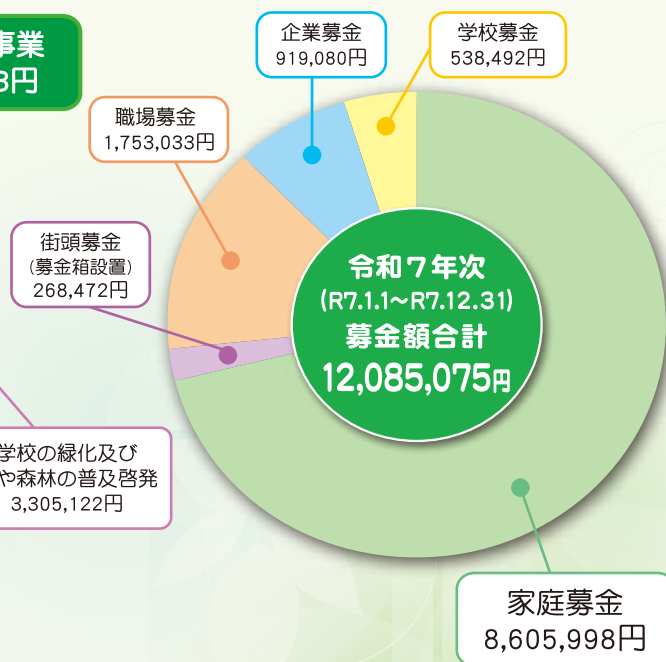 事業
3円
企業募金
919,080円
学校募金
538,492円
職場募金
1,753,033円
街頭募金
(募金箱設置)
268,472円
令和7年次
(R7.1.1〜R7.12.31)
募金額合計
12,085,075円
学校の緑化及び
や森林の普及啓発
3,305,122円
家庭募金
8,605,998円